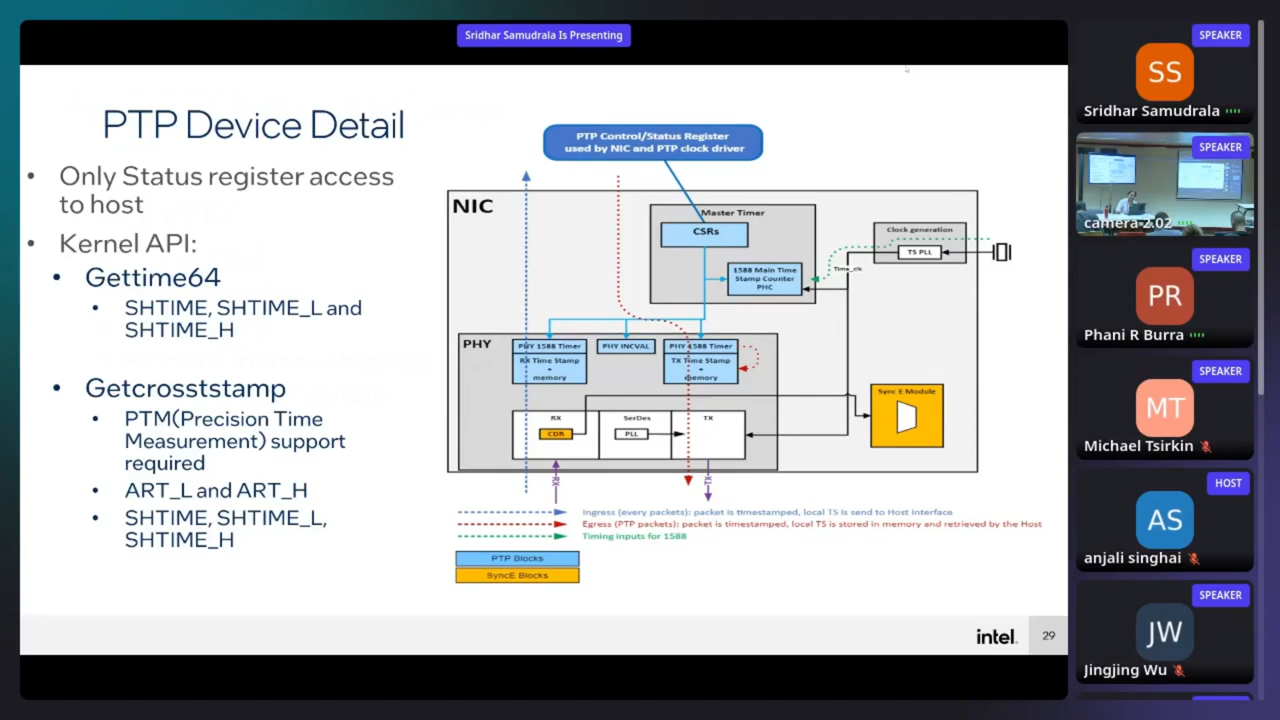 Sridhar Samudrala Is Presenting
PTP Device Detail
• Only Status register access
to host
• Kernel API:
• Gettime64
• SHTIME, SHTIME_L and
SHTIME_H
• Getcrosststamp
• PTM(Precision Time
Measurement) support
required
• ART_L and ART_H
• SHTIME, SHTIME_L,
SHTIME_H
PTP Control/Status Register
used by NIC and PTP clock driver
NIC
Master Timer
CSRs
1588 Main Time
Stamp Counter
PHC
Clock generation
TS PLL
Time_clk
PHY
PHY 1588 Timer
RX Time Stamp
+
memory
PHY INCVAL
PHY 1588 Timer
TX Time Stamp
+
memory
RX
CDR
SerDes
PLL
TX
Sync E Module
RX
TX
Ingress (every packets): packet is timestamped, local TS is send to Host Interface
Egress (PTP packets): packet is timestamped, local TS is stored in memory and retrieved by the Host
Timing inputs for 1588
PTP Blocks
SyncE Blocks
intel.
29
SPEAKER
SS
Sridhar Samudrala
SPEAKER
camera-2.02
SPEAKER
PR
Phani R Burra
SPEAKER
MT
Michael Tsirkin
HOST
AS
anjali singhai
SPEAKER
JW
Jingjing Wu